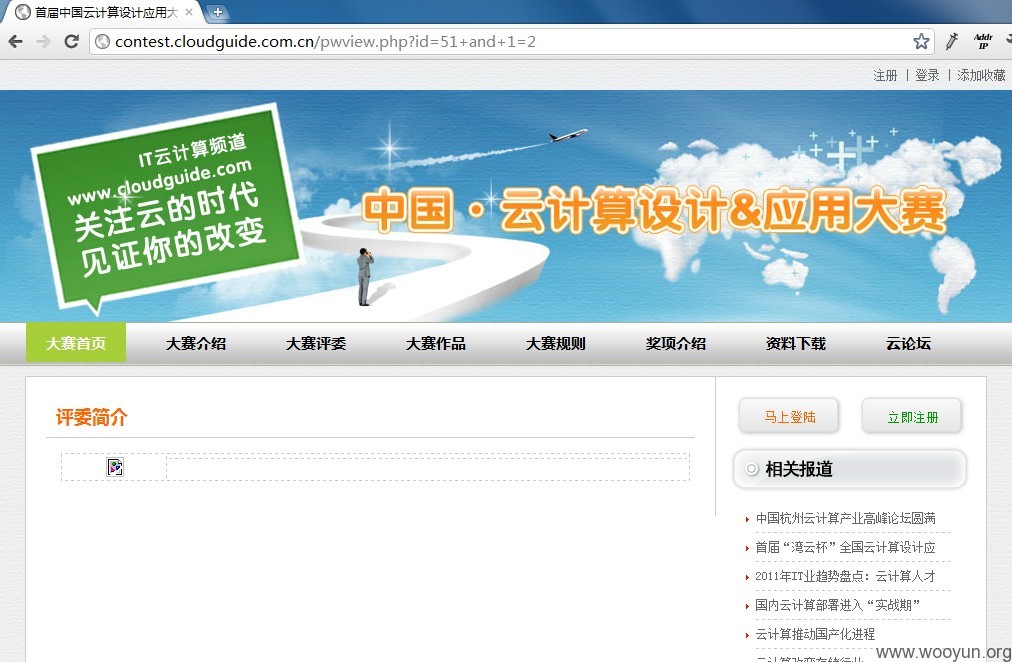 首届中国云计算设计应用大
contest.cloudguide.com.cn/pwview.php?id=51+and+1=2
Addr
IP
注册 | 登录 | 添加收藏
IT云计算频道
www.cloudguide.com
关注云的时代
见证你的改变
中国·云计算设计&应用大赛
大赛首页 大赛介绍 大赛评委 大赛作品 大赛规则 奖项介绍 资料下载 云论坛
评委简介
马上登陆 立即注册
相关报道
中国杭州云计算产业高峰论坛圆满
首届“湾云杯”全国云计算设计应
2011年IT业趋势盘点：云计算人才
国内云计算部署进入“实战期”
云计算推动国产化进程
www.wooyun.org